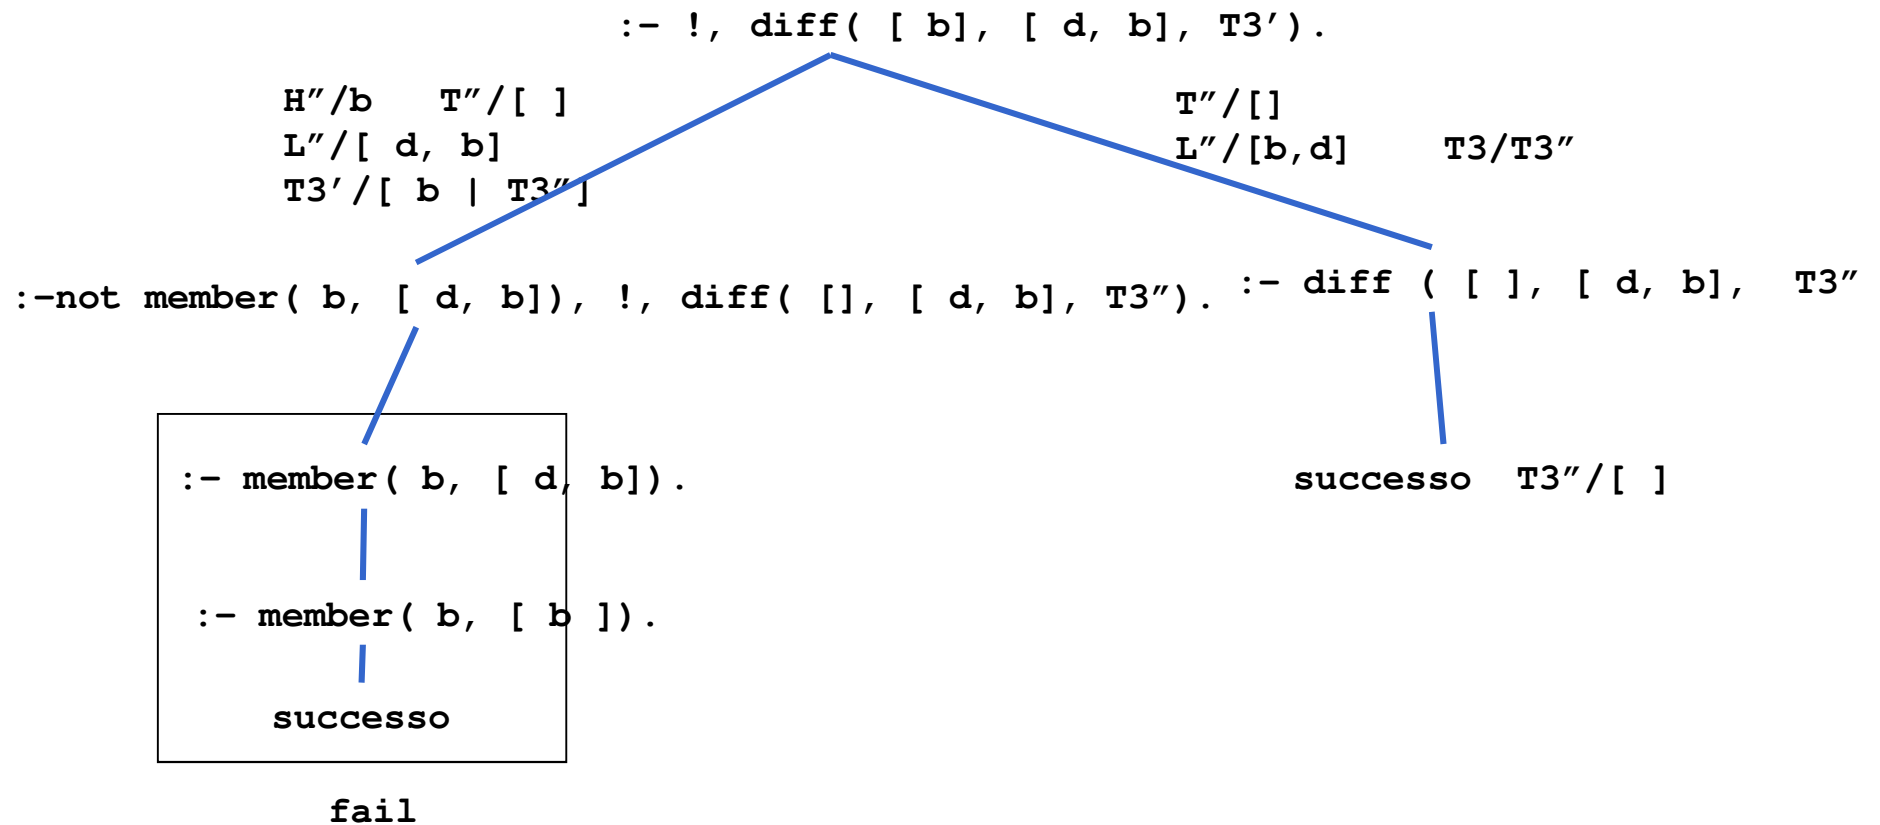 :- !, diff( [ b], [ d, b], T3′).
H″/b T″/[ ]
L″/[ d, b]
T3′/[ b | T3″]
T″/[]
L″/[b,d] T3/T3″
:-not member( b, [ d, b]), !, diff( [], [ d, b], T3″).
:- diff ( [ ], [ d, b], T3″
:- member( b, [ d, b]).
successo T3″/[ ]
:- member( b, [ b ]).
successo
fail